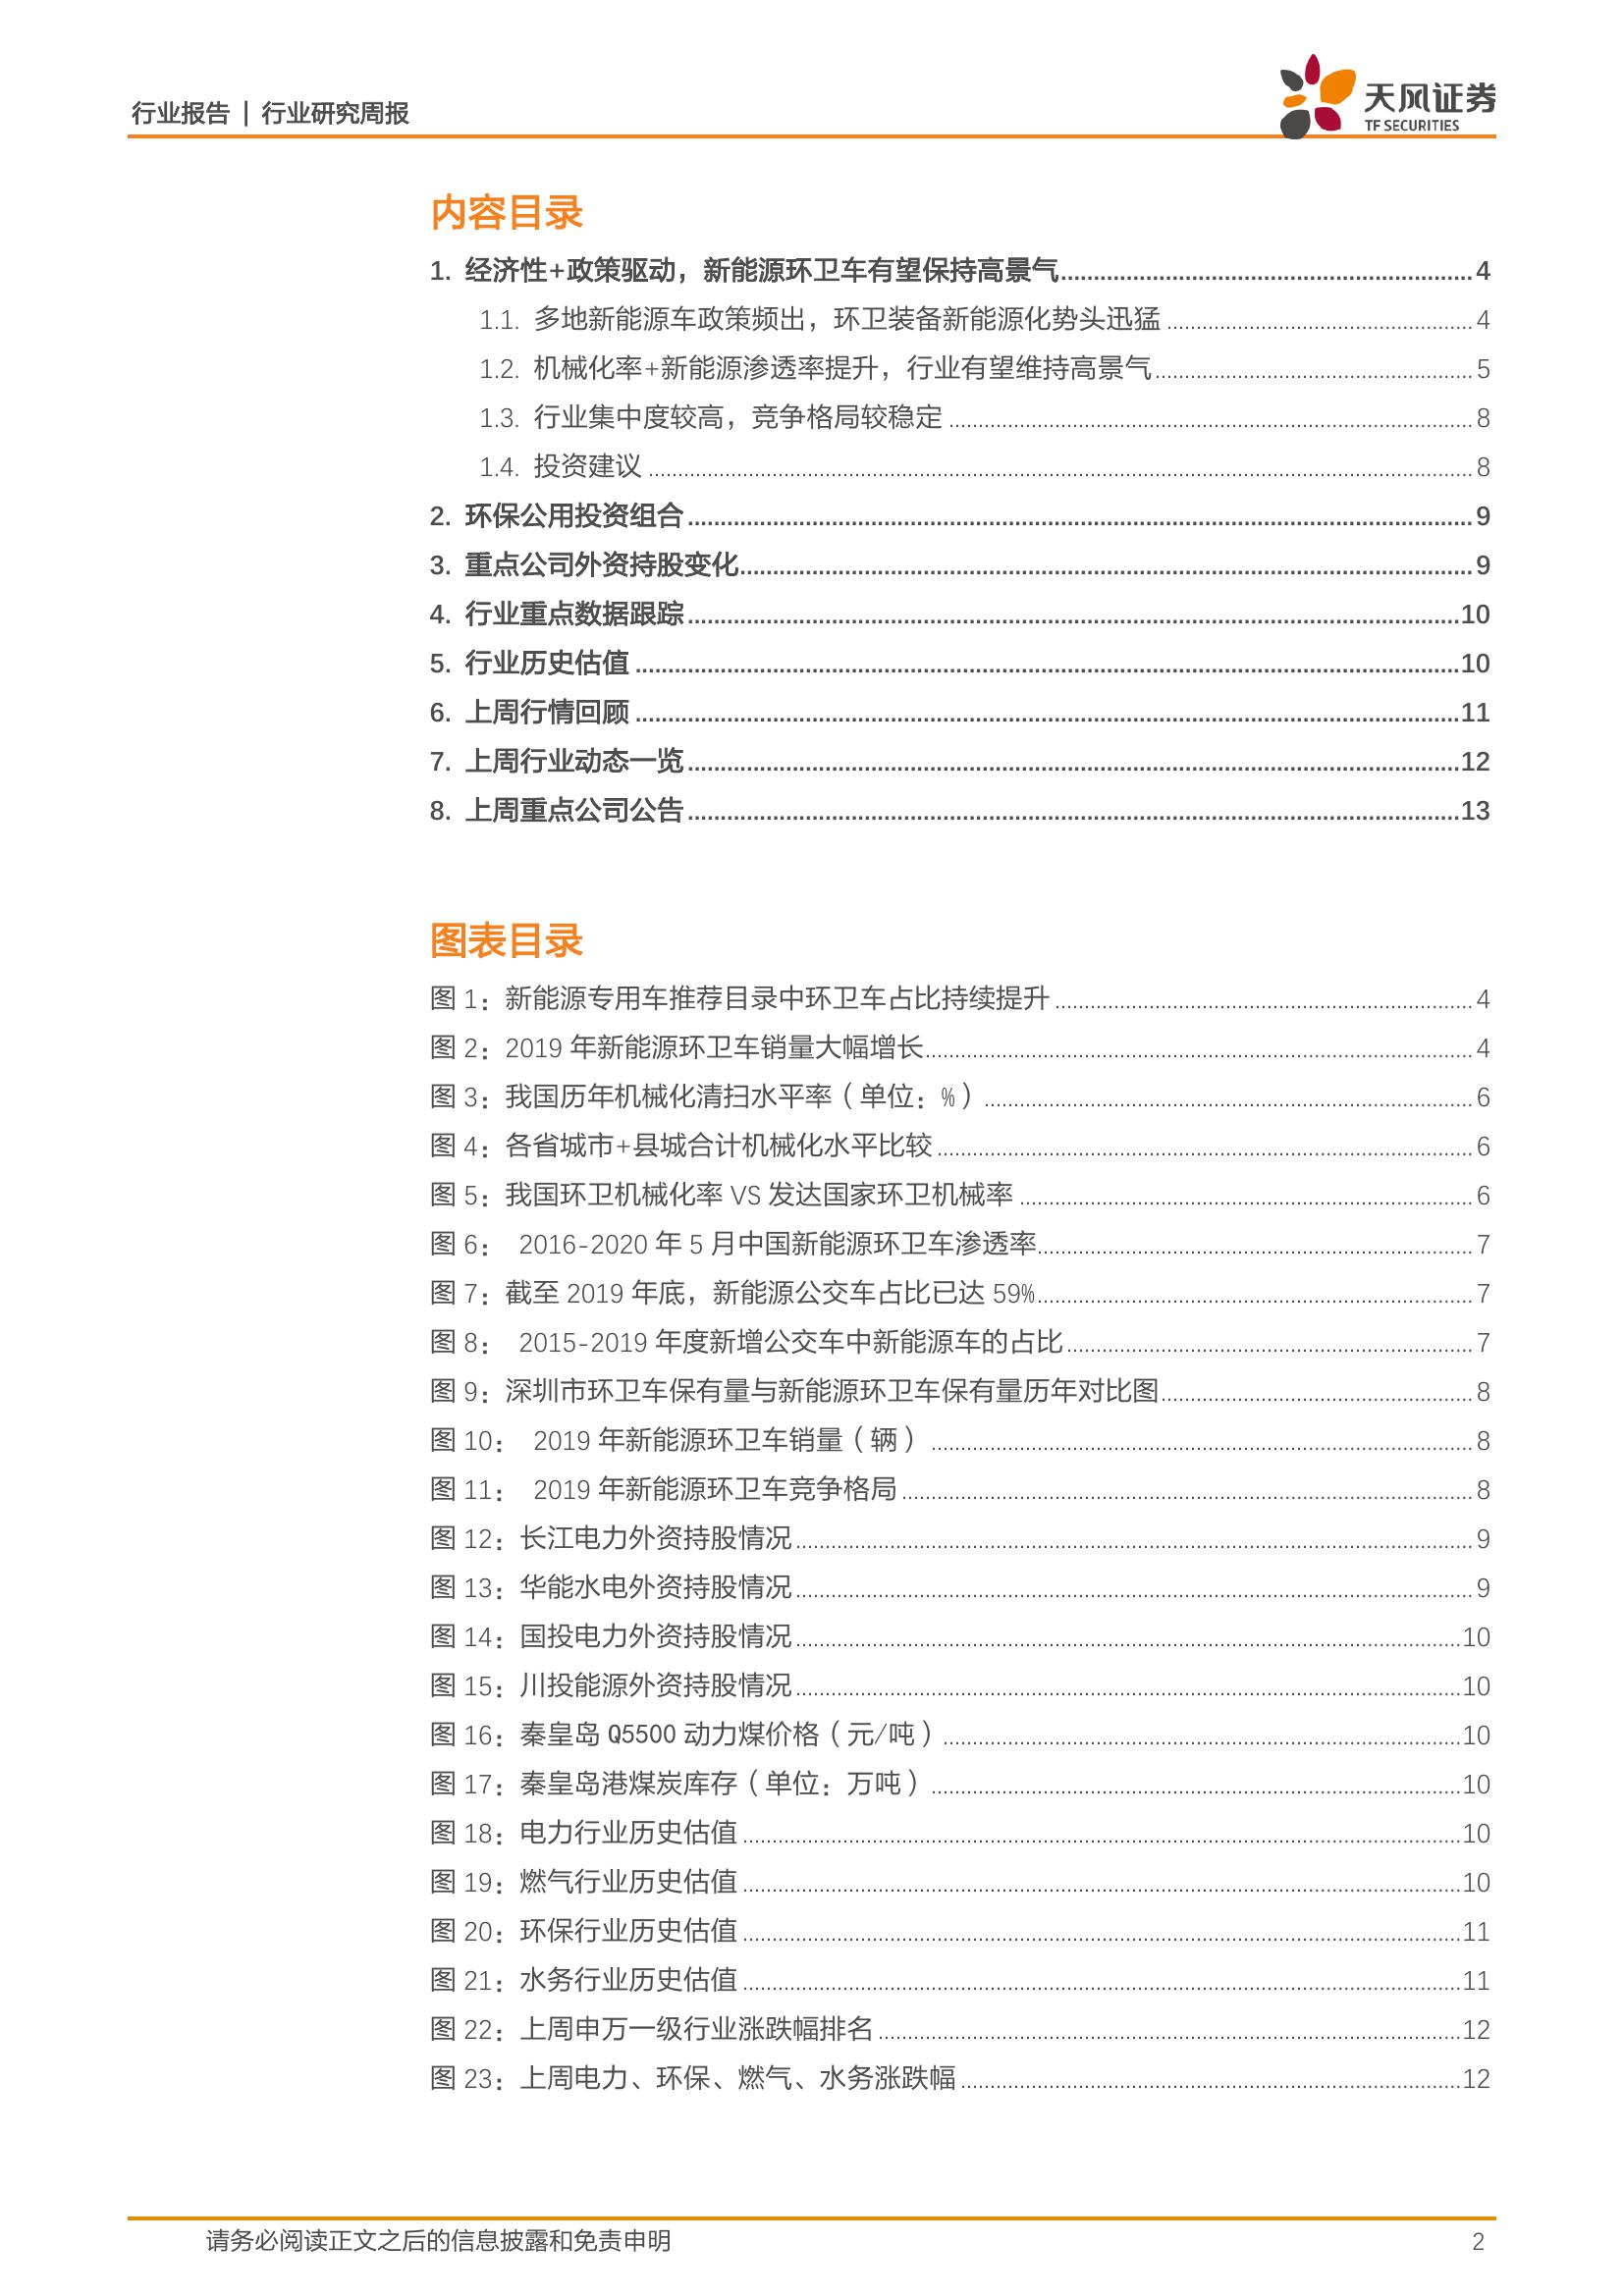 行业报告 | 行业研究周报
天风证券
TF SECURITIES
内容目录
1. 经济性+政策驱动，新能源环卫车有望保持高景气 4
1.1. 多地新能源车政策频出，环卫装备新能源化势头迅猛 4
1.2. 机械化率+新能源渗透率提升，行业有望维持高景气 5
1.3. 行业集中度较高，竞争格局较稳定 8
1.4. 投资建议 8
2. 环保公用投资组合 9
3. 重点公司外资持股变化 9
4. 行业重点数据跟踪 10
5. 行业历史估值 10
6. 上周行情回顾 11
7. 上周行业动态一览 12
8. 上周重点公司公告 13
图表目录
图 1：新能源专用车推荐目录中环卫车占比持续提升 4
图 2：2019 年新能源环卫车销量大幅增长 4
图 3：我国历年机械化清扫水平率（单位：%） 6
图 4：各省城市+县城合计机械化水平比较 6
图 5：我国环卫机械化率 VS 发达国家环卫机械率 6
图 6： 2016-2020 年 5 月中国新能源环卫车渗透率 7
图 7：截至 2019 年底，新能源公交车占比已达 59% 7
图 8： 2015-2019 年度新增公交车中新能源车的占比 7
图 9：深圳市环卫车保有量与新能源环卫车保有量历年对比图 8
图 10： 2019 年新能源环卫车销量（辆） 8
图 11： 2019 年新能源环卫车竞争格局 8
图 12：长江电力外资持股情况 9
图 13：华能水电外资持股情况 9
图 14：国投电力外资持股情况 10
图 15：川投能源外资持股情况 10
图 16：秦皇岛 Q5500 动力煤价格（元/吨） 10
图 17：秦皇岛港煤炭库存（单位：万吨） 10
图 18：电力行业历史估值 10
图 19：燃气行业历史估值 10
图 20：环保行业历史估值 11
图 21：水务行业历史估值 11
图 22：上周申万一级行业涨跌幅排名 12
图 23：上周电力、环保、燃气、水务涨跌幅 12
请务必阅读正文之后的信息披露和免责申明 2